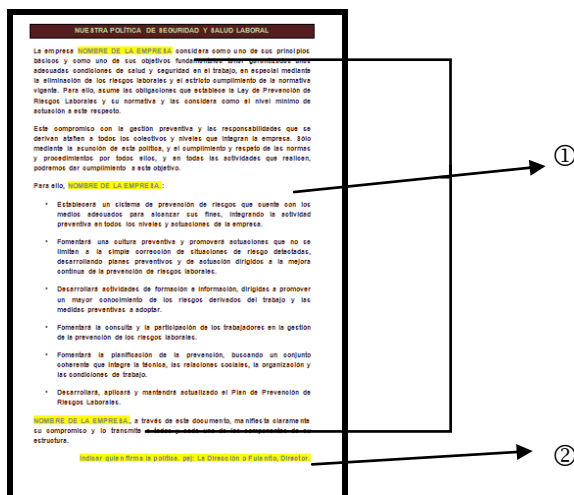 NUESTRA POLÍTICA DE SEGURIDAD Y SALUD LABORAL
La empresa NOMBRE DE LA EMPRESA considera como uno de sus principios
básicos y como uno de sus objetivos fundamentales tener garantizadas unas
adecuadas condiciones de salud y seguridad en el trabajo, en especial mediante
la eliminación de los riesgos laborales y el estricto cumplimiento de la normativa
vigente. Para ello, asume las obligaciones que establece la Ley de Prevención de
Riesgos Laborales y su normativa y las considera como el nivel mínimo de
actuación a este respecto.
Este compromiso con la gestión preventiva y las responsabilidades que se
derivan atañen a todos los colectivos y niveles que integran la empresa. Sólo
mediante la asunción de esta política, y el cumplimiento y respeto de las normas
y procedimientos por todos ellos, y en todas las actividades que realicen,
podremos dar cumplimiento a este objetivo.
Para ello, NOMBRE DE LA EMPRESA.:
• Establecerá un sistema de prevención de riesgos que cuente con los
medios adecuados para alcanzar sus fines, integrando la actividad
preventiva en todos los niveles y actuaciones de la empresa.
• Fomentará una cultura preventiva y promoverá actuaciones que no se
limiten a la simple corrección de situaciones de riesgo detectadas,
desarrollando planes preventivos y de actuación dirigidos a la mejora
continua de la prevención de riesgos laborales.
• Desarrollará actividades de formación e información, dirigidas a promover
un mayor conocimiento de los riesgos derivados del trabajo y las
medidas preventivas a adoptar.
• Fomentará la consulta y la participación de los trabajadores en la gestión
de la prevención de los riesgos laborales.
• Fomentará la planificación de la prevención, buscando un conjunto
coherente que integre la técnica, las relaciones sociales, la organización y
las condiciones de trabajo.
• Desarrollará, aplicará y mantendrá actualizado el Plan de Prevención de
Riesgos Laborales.
NOMBRE DE LA EMPRESA., a través de este documento, manifiesta claramente
su compromiso y lo transmite a todos y cada uno de los componentes de su
estructura.
Indicar quien firma la política. pej: La Dirección o Fulanito, Director.
①
②